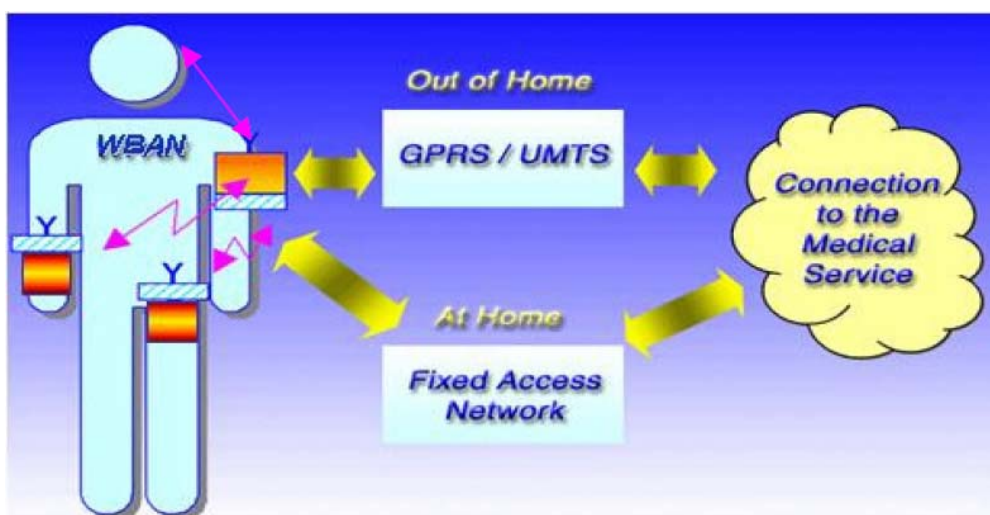 Out of Home
WBAN
Y
GPRS / UMTS
Connection
to the
Medical
Service
Y
Y
At Home
Fixed Access
Network